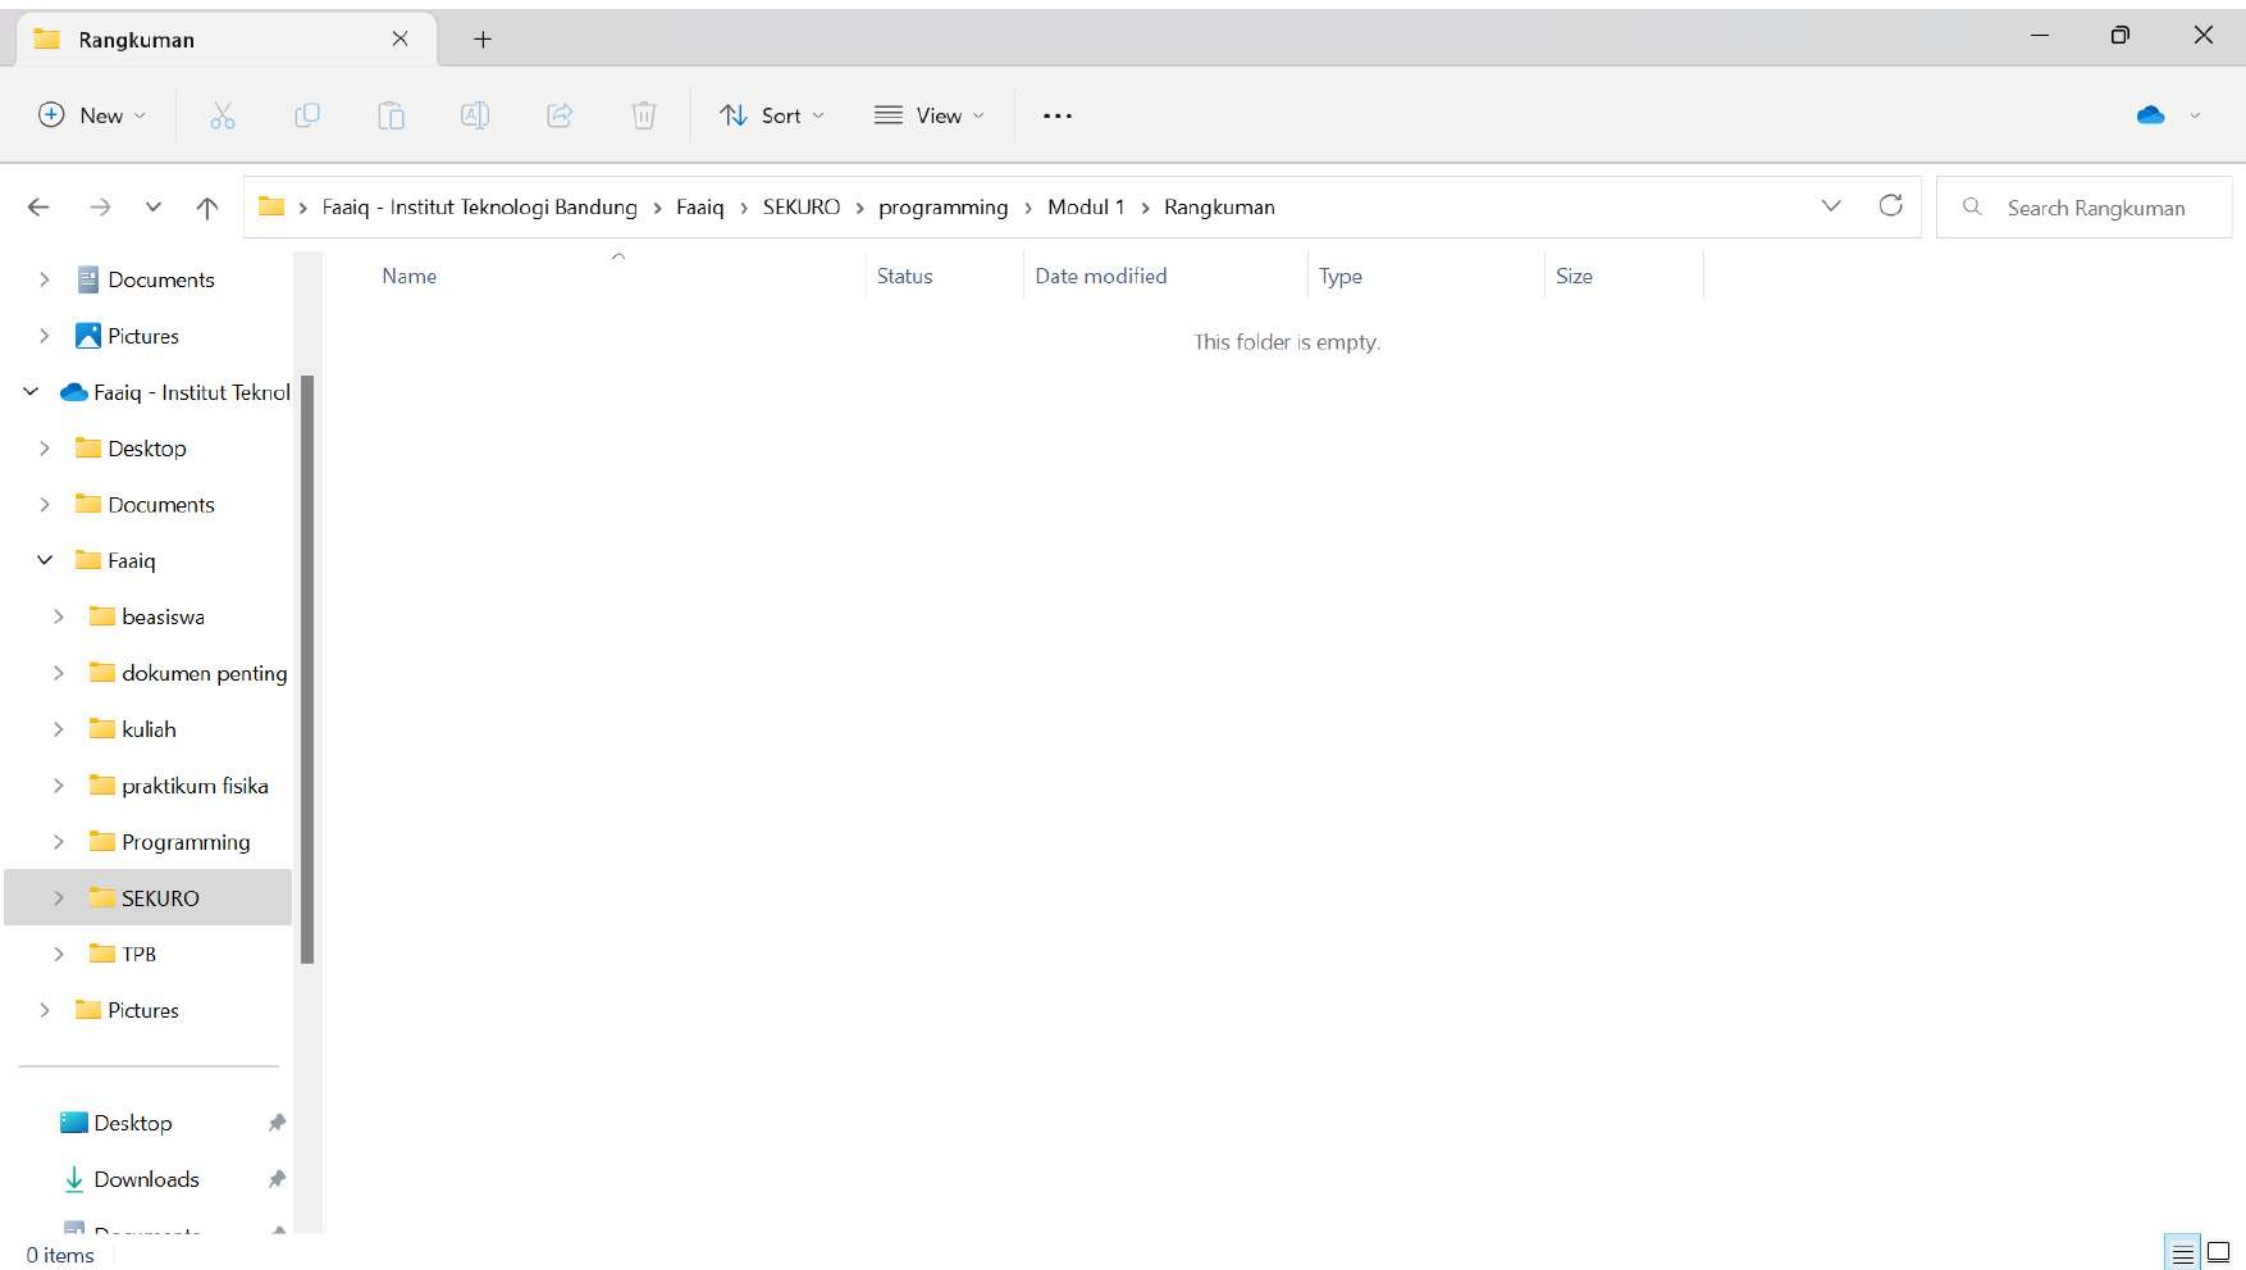 Rangkuman
New
Sort
View
Faaiq - Institut Teknologi Bandung > Faaiq > SEKURO > programming > Modul 1 > Rangkuman
Search Rangkuman
Name
Status
Date modified
Type
Size
This folder is empty.
Documents
Pictures
Faaiq - Institut Teknol
Desktop
Documents
Faaiq
beasiswa
dokumen penting
kuliah
praktikum fisika
Programming
SEKURO
TPB
Pictures
Desktop
Downloads
0 items